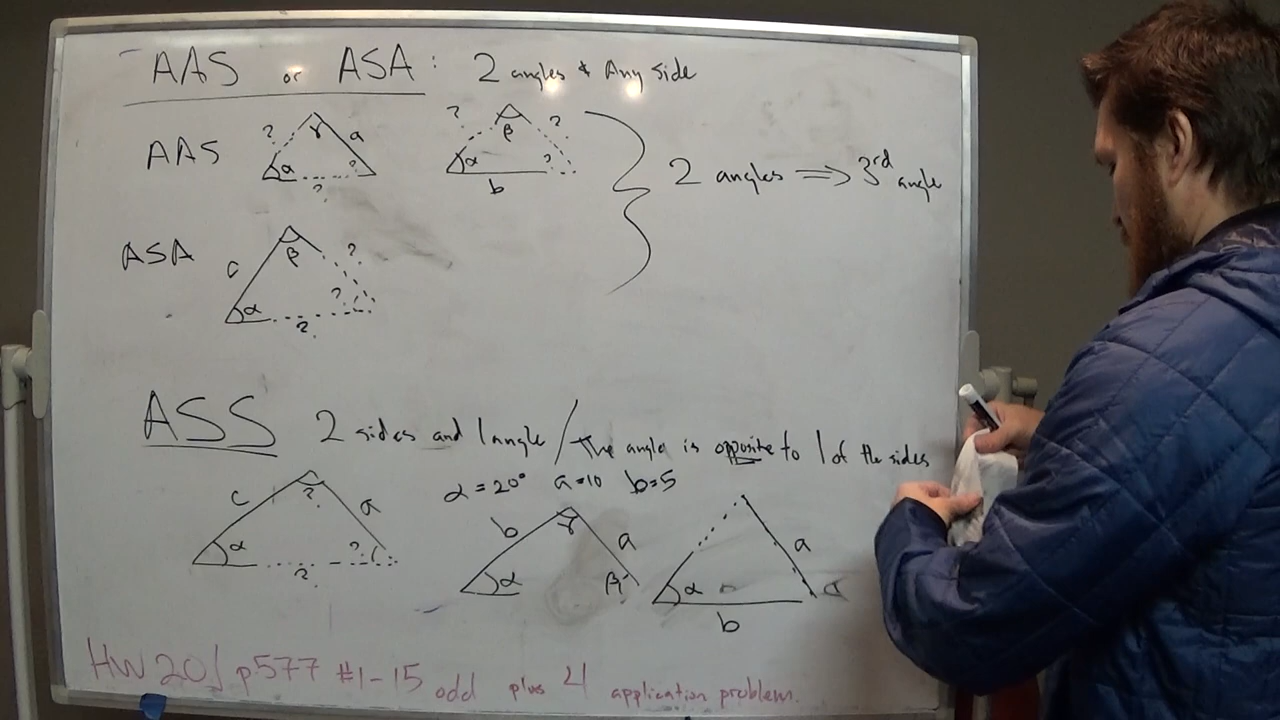 AAS or ASA: 2 angles & Any side
AAS
? γ a
α ? ?
? β ?
α ?
b
2 angles ⟹ 3rd angle
ASA
c β ?
α ? ?
ASS 2 sides and 1 angle / The angle is opposite to 1 of the sides
α = 20° a = 10 b = 5
c ? a
α ? ?
b γ a
α β
a
α
b
HW 20 p577 #1-15 odd plus 4 application problem.